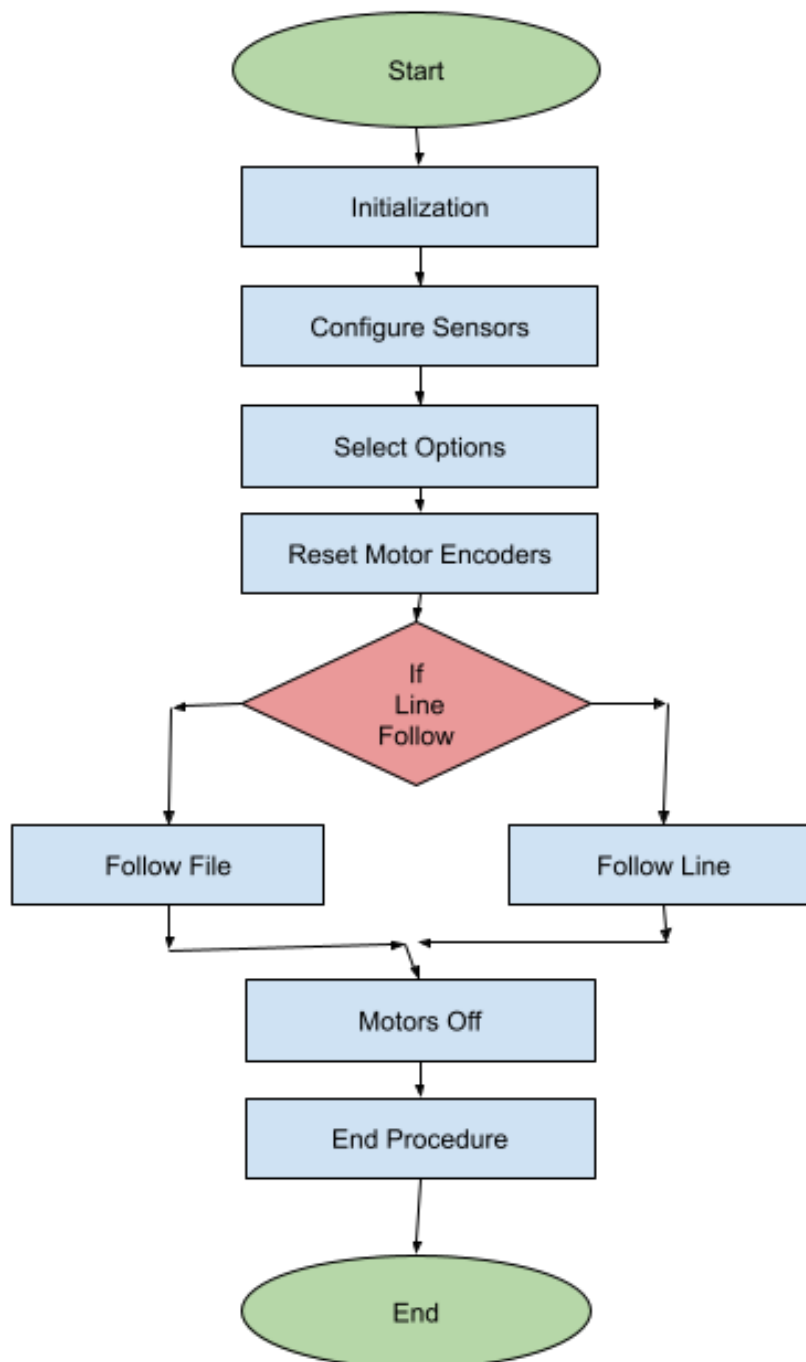 Start
Initialization
Configure Sensors
Select Options
Reset Motor Encoders
If
Line
Follow
Follow File
Follow Line
Motors Off
End Procedure
End